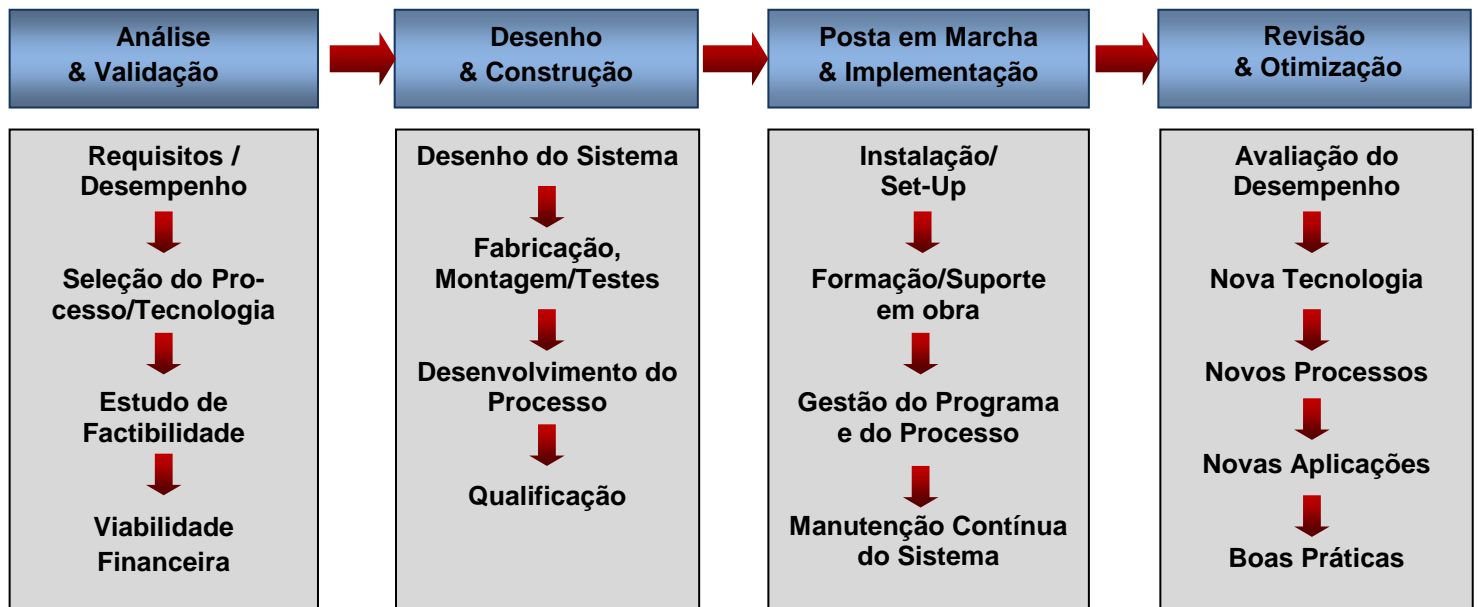 Análise
& Validação
Desenho
& Construção
Posta em Marcha
& Implementação
Revisão
& Otimização
Requisitos /
Desempenho
Seleção do Pro-
cesso/Tecnologia
Estudo de
Factibilidade
Viabilidade
Financeira
Desenho do Sistema
Fabricação,
Montagem/Testes
Desenvolvimento do
Processo
Qualificação
Instalação/
Set-Up
Formação/Suporte
em obra
Gestão do Programa
e do Processo
Manutenção Contínua
do Sistema
Avaliação do
Desempenho
Nova Tecnologia
Novos Processos
Novas Aplicações
Boas Práticas